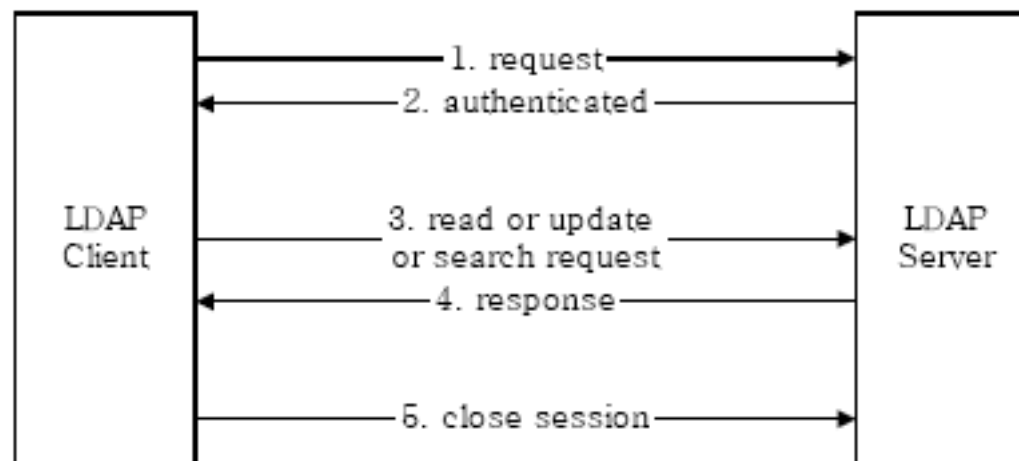 1. request
2. authenticated
LDAP
Client
3. read or update
or search request
LDAP
Server
4. response
5. close session